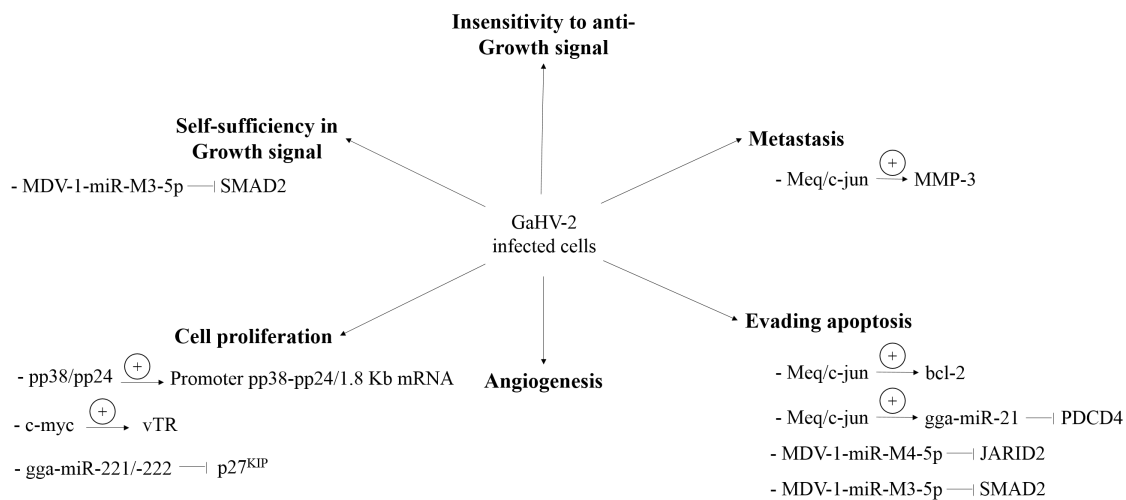 Insensitivity to anti-
Growth signal
Self-sufficiency in
Growth signal
- MDV-1-miR-M3-5p ⊣ SMAD2
Metastasis
- Meq/c-jun + → MMP-3
GaHV-2
infected cells
Cell proliferation
- pp38/pp24 + → Promoter pp38-pp24/1.8 Kb mRNA
- c-myc + → vTR
- gga-miR-221/-222 ⊣ p27KIP
Angiogenesis
Evading apoptosis
- Meq/c-jun + → bcl-2
- Meq/c-jun + → gga-miR-21 ⊣ PDCD4
- MDV-1-miR-M4-5p ⊣ JARID2
- MDV-1-miR-M3-5p ⊣ SMAD2